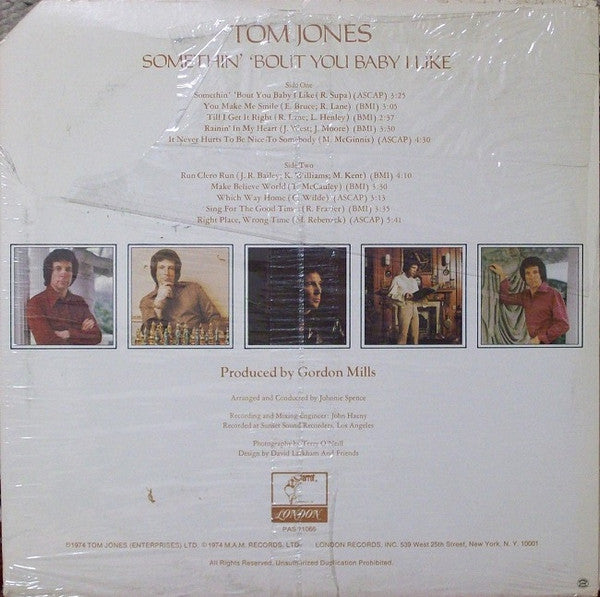 TOM JONES
SOMETHIN' 'BOUT YOU BABY I LIKE
Side One
Somethin' 'Bout You Baby I Like (R. Supa) (ASCAP) 3:25
You Make Me Smile (E. Bruce; R. Lane) (BMI) 3:05
Till I Get It Right (R. Lane; L. Henley) (BMI) 2:37
Rainin' In My Heart (J. West; J. Moore) (BMI) 3:30
It Never Hurts To Be Nice To Somebody (M. McGinnis) (ASCAP) 4:30
Side Two
Run Clero Run (J. R. Bailey; K. Williams; M. Kent) (BMI) 4:10
Make Believe World (T. McCauley) (BMI) 3.30
Which Way Home (C. Wilde) (ASCAP) 3:13
Sing For The Good Times (R. Frazier) (BMI) 3:35
Right Place, Wrong Time (M. Rebenack) (ASCAP) 3:41
Produced by Gordon Mills
Arranged and Conducted by Johnnie Spence
Recording and Mixing-Engineer: John Haeny
Recorded at Sunset Sound Recorders, Los Angeles
Photography by Terry O'Neill
Design by David Larkham And Friends
parrot
LONDON
PAS 71066
℗1974 TOM JONES (ENTERPRISES) LTD. ©1974 M.A.M. RECORDS, LTD. LONDON RECORDS, INC. 539 West 25th Street, New York, N. Y. 10001
All Rights Reserved. Unauthorized Duplication Prohibited.